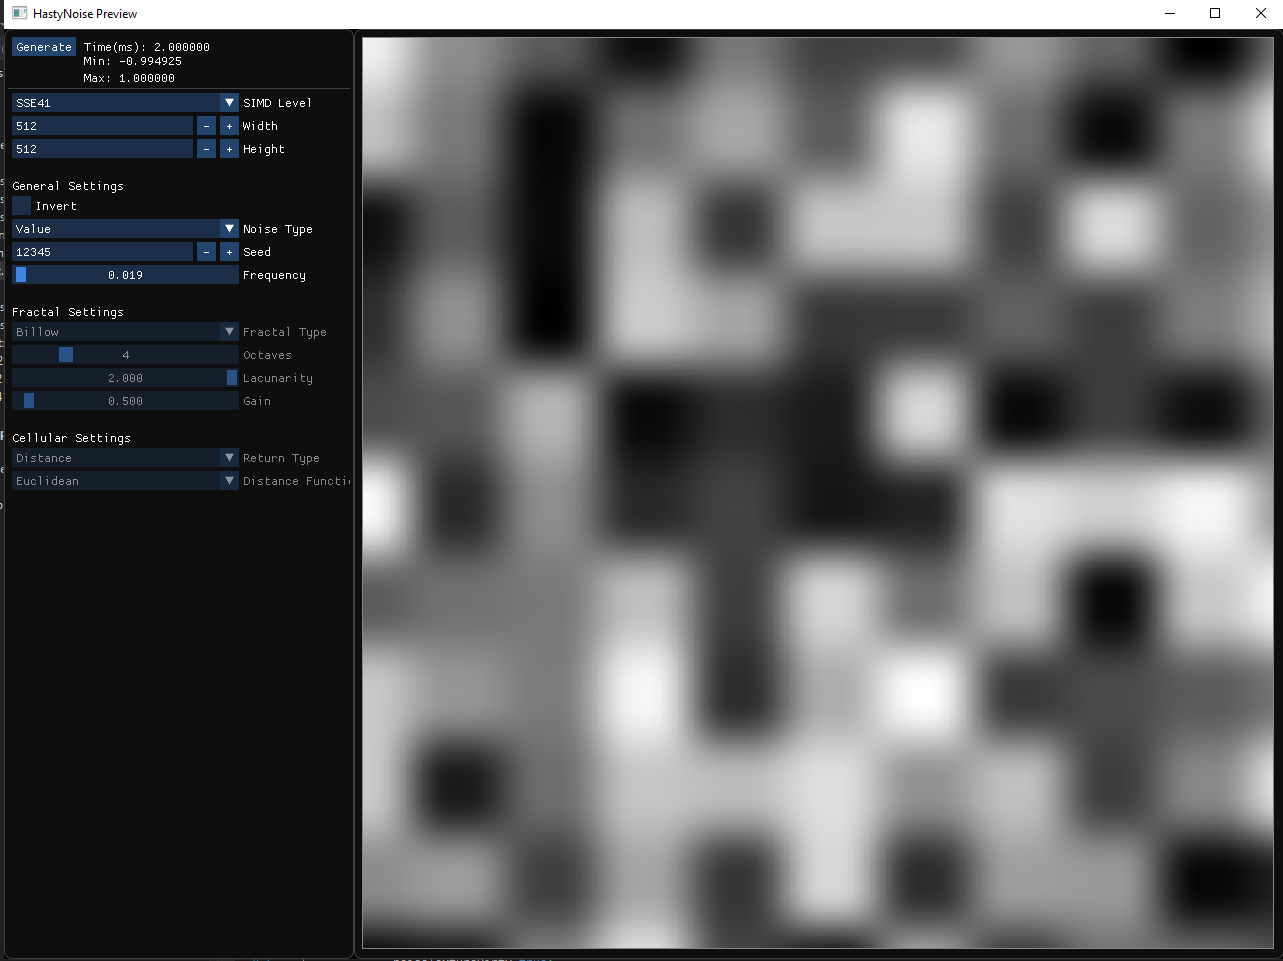 HastyNoise Preview
Generate Time(ms): 2.000000
Min: -0.994925
Max: 1.000000
SSE41 SIMD Level
512 - + Width
512 - + Height
General Settings
Invert
Value Noise Type
12345 - + Seed
0.019 Frequency
Fractal Settings
Billow Fractal Type
4 Octaves
2.000 Lacunarity
0.500 Gain
Cellular Settings
Distance Return Type
Euclidean Distance Functi